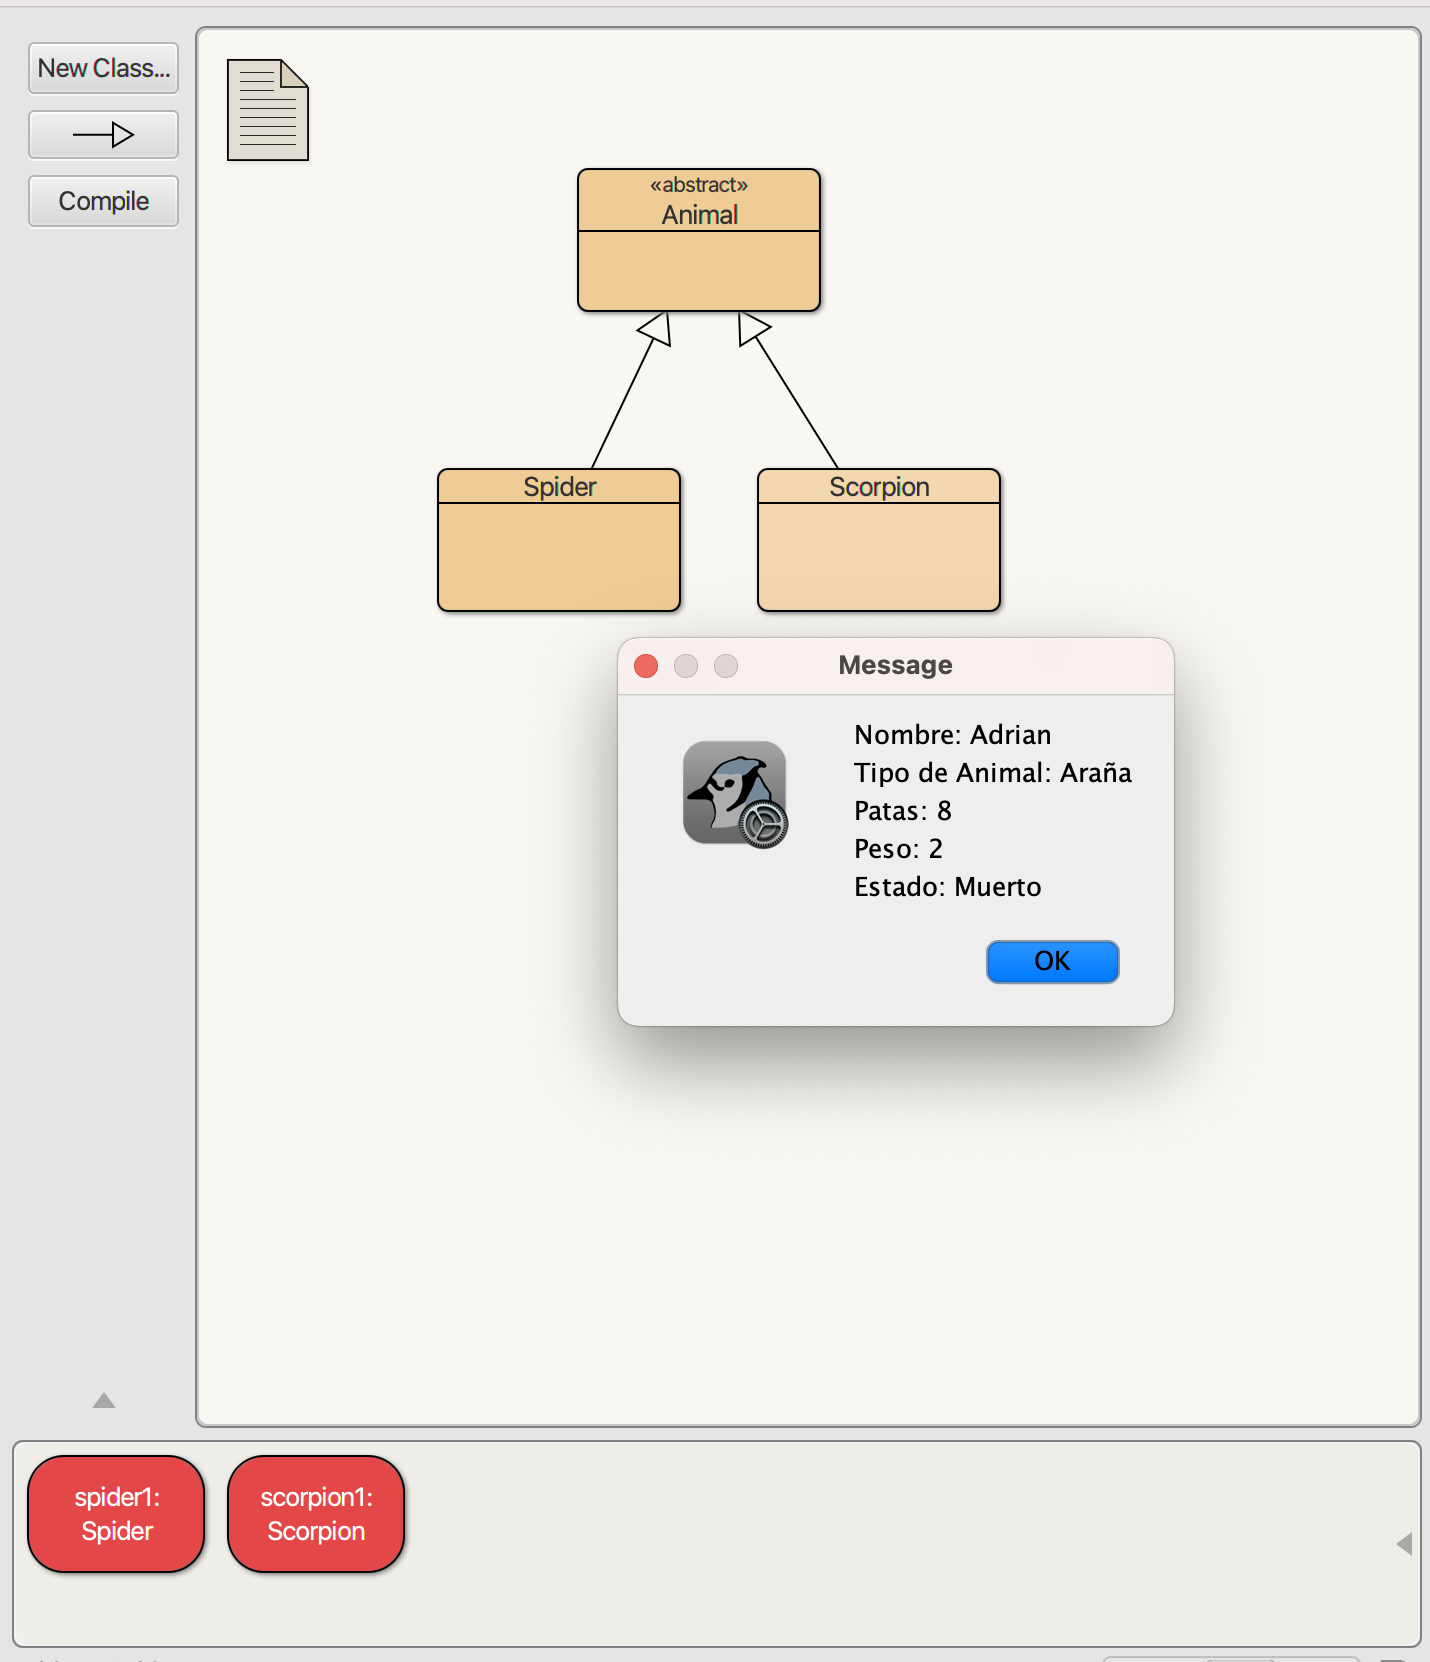 New Class...
Compile
«abstract»
Animal
Spider
Scorpion
Message
Nombre: Adrian
Tipo de Animal: Araña
Patas: 8
Peso: 2
Estado: Muerto
OK
spider1:
Spider
scorpion1:
Scorpion